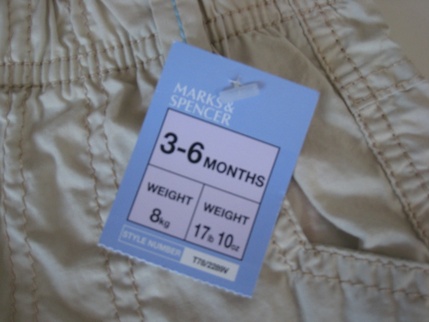 MARKS &
SPENCER
3-6 MONTHS
WEIGHT
8kg
WEIGHT
17lb 10oz
STYLE NUMBER